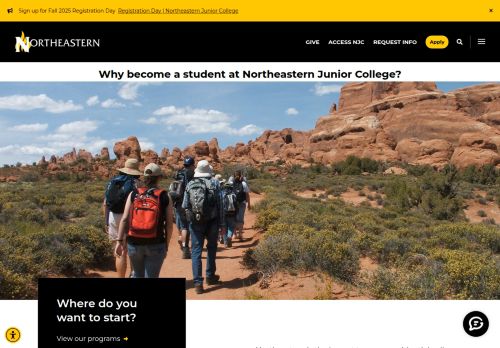 Sign up for Fall 2025 Registration Day Registration Day | Northeastern Junior College
NORTHEASTERN
GIVE ACCESS NJC REQUEST INFO Apply
Why become a student at Northeastern Junior College?
Where do you
want to start?
View our programs